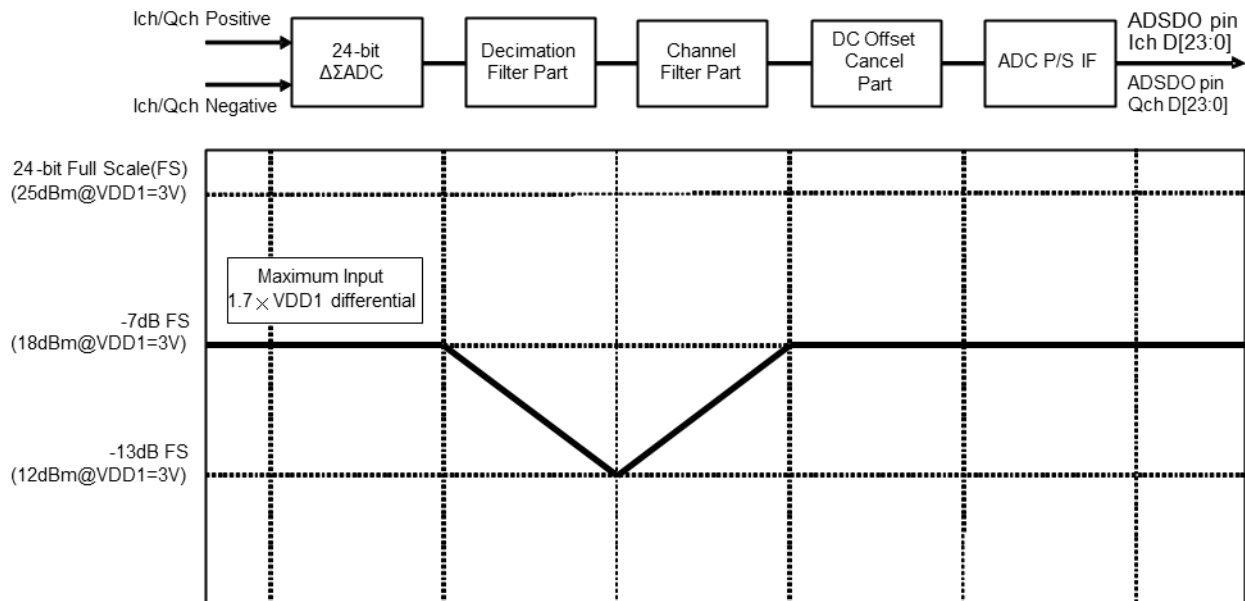 Ich/Qch Positive
Ich/Qch Negative
24-bit
ΔΣADC
Decimation
Filter Part
Channel
Filter Part
DC Offset
Cancel
Part
ADC P/S IF
ADSDO pin
Ich D[23:0]
ADSDO pin
Qch D[23:0]
24-bit Full Scale(FS)
(25dBm@VDD1=3V)
Maximum Input
1.7×VDD1 differential
-7dB FS
(18dBm@VDD1=3V)
-13dB FS
(12dBm@VDD1=3V)